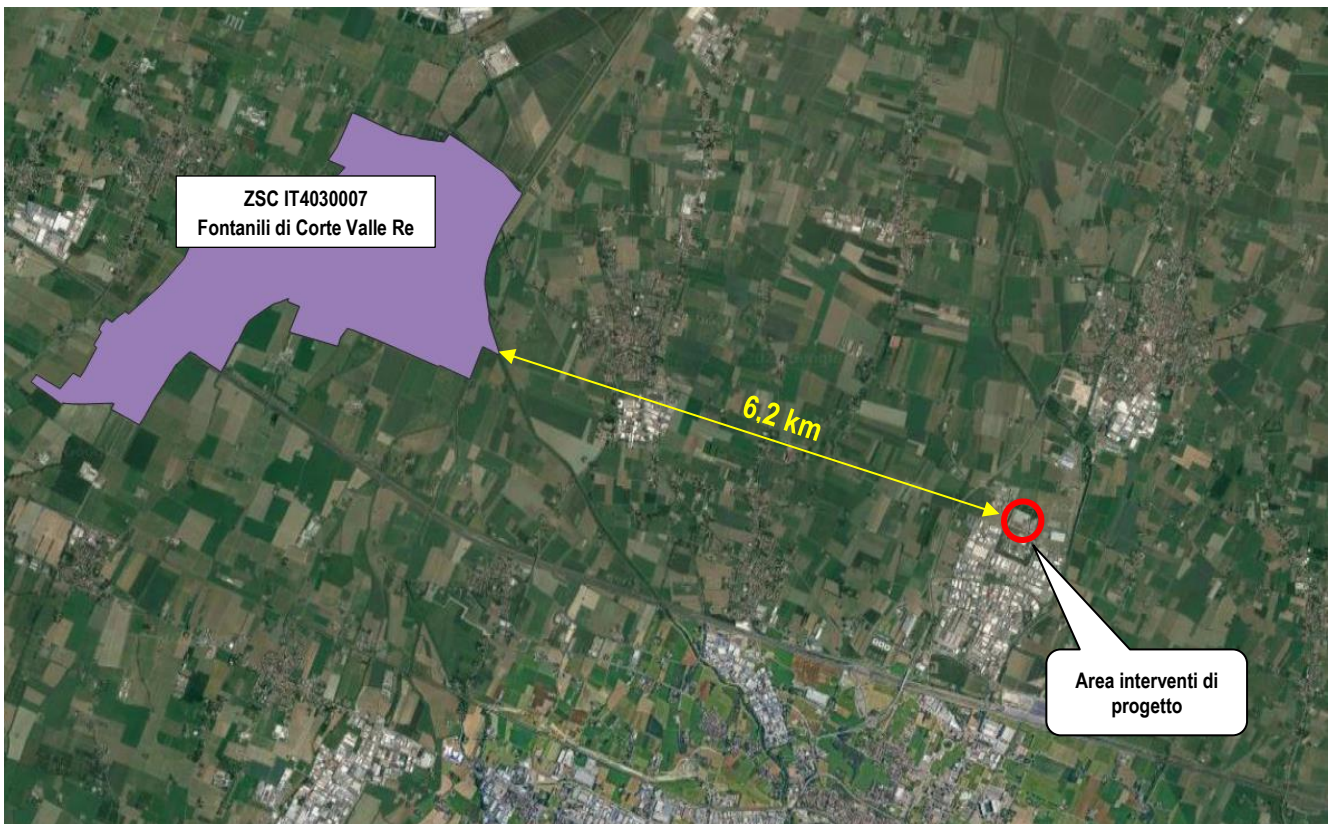 ZSC IT4030007
Fontanili di Corte Valle Re
6,2 km
Area interventi di
progetto